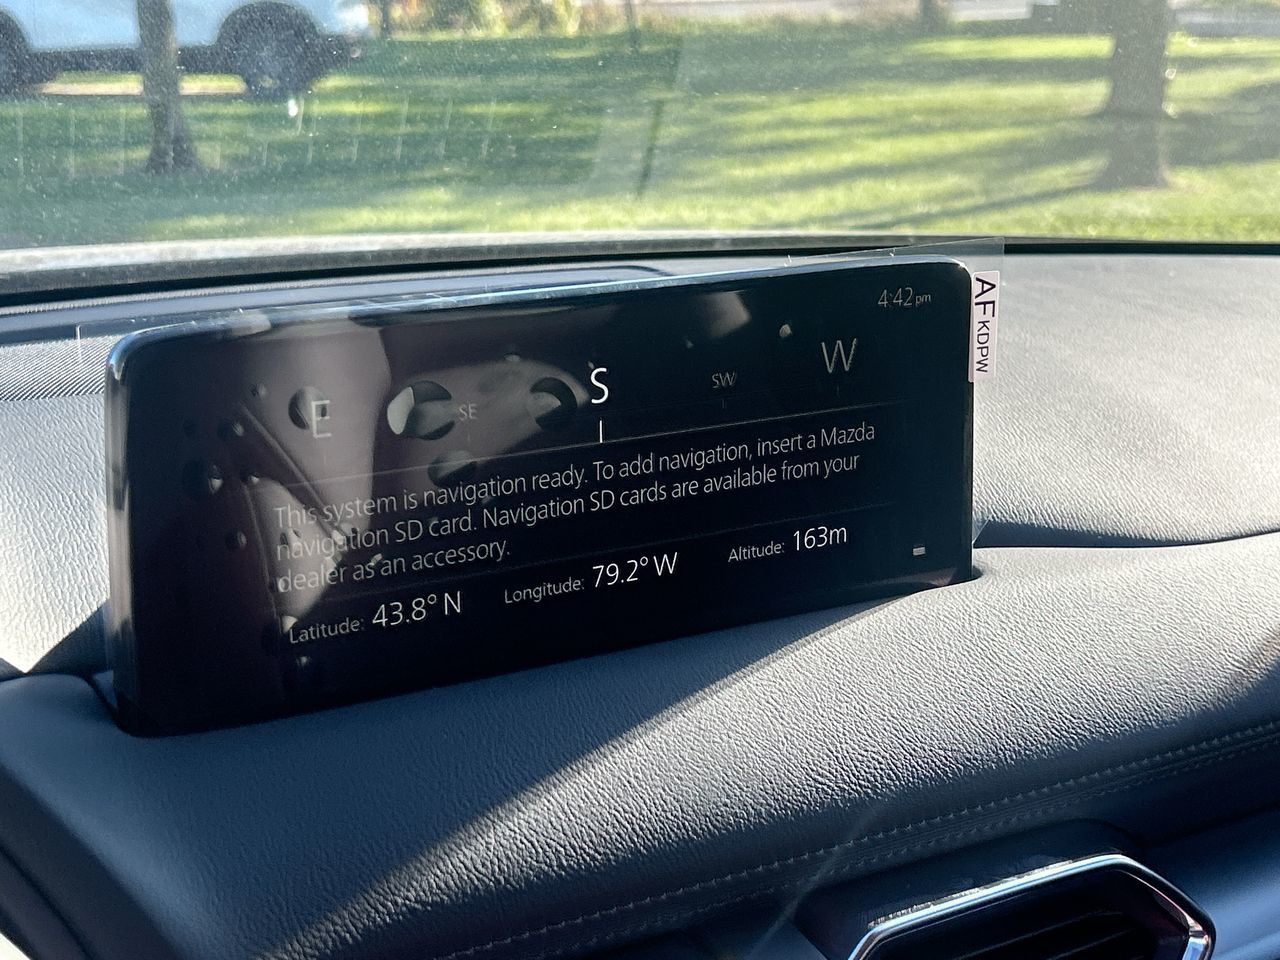 4:42 pm
E SE S SW W
This system is navigation ready. To add navigation, insert a Mazda
navigation SD card. Navigation SD cards are available from your
dealer as an accessory.
Latitude: 43.8° N Longitude: 79.2° W Altitude: 163m
AF KDPW